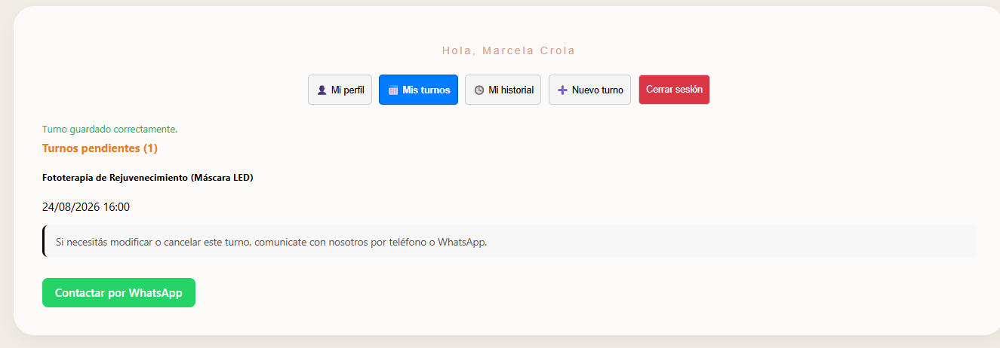 Hola, Marcela Crola
Mi perfil
Mis turnos
Mi historial
Nuevo turno
Cerrar sesión
Turno guardado correctamente.
Turnos pendientes (1)
Fototerapia de Rejuvenecimiento (Máscara LED)
24/08/2026 16:00
Si necesitás modificar o cancelar este turno, comunicate con nosotros por teléfono o WhatsApp.
Contactar por WhatsApp